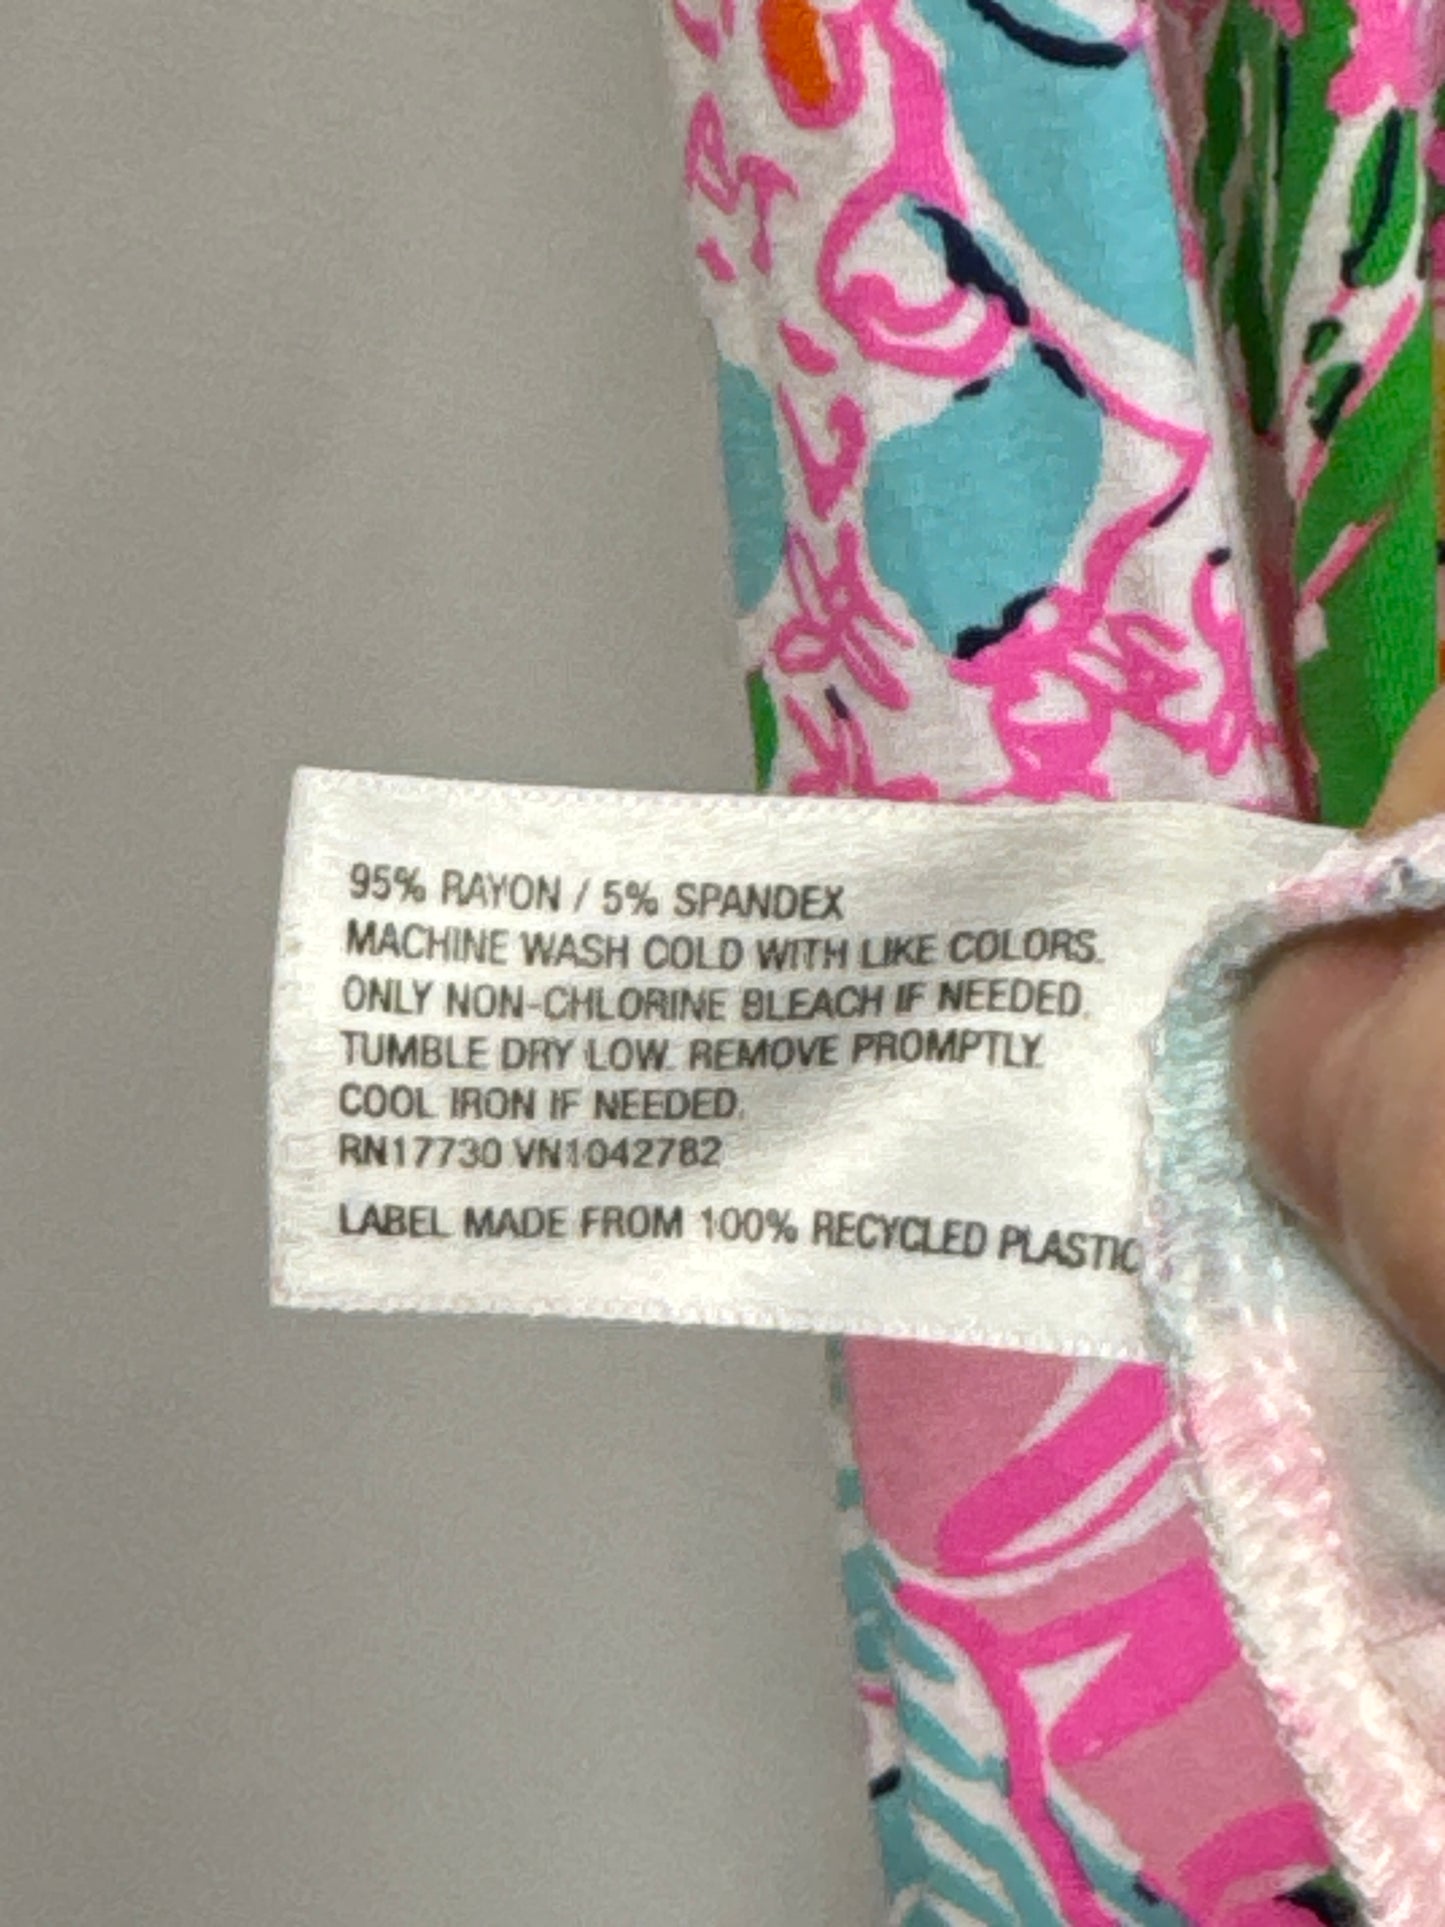 95% RAYON / 5% SPANDEX
MACHINE WASH COLD WITH LIKE COLORS.
ONLY NON-CHLORINE BLEACH IF NEEDED.
TUMBLE DRY LOW. REMOVE PROMPTLY.
COOL IRON IF NEEDED.
RN17730 VN1042782
LABEL MADE FROM 100% RECYCLED PLASTIC